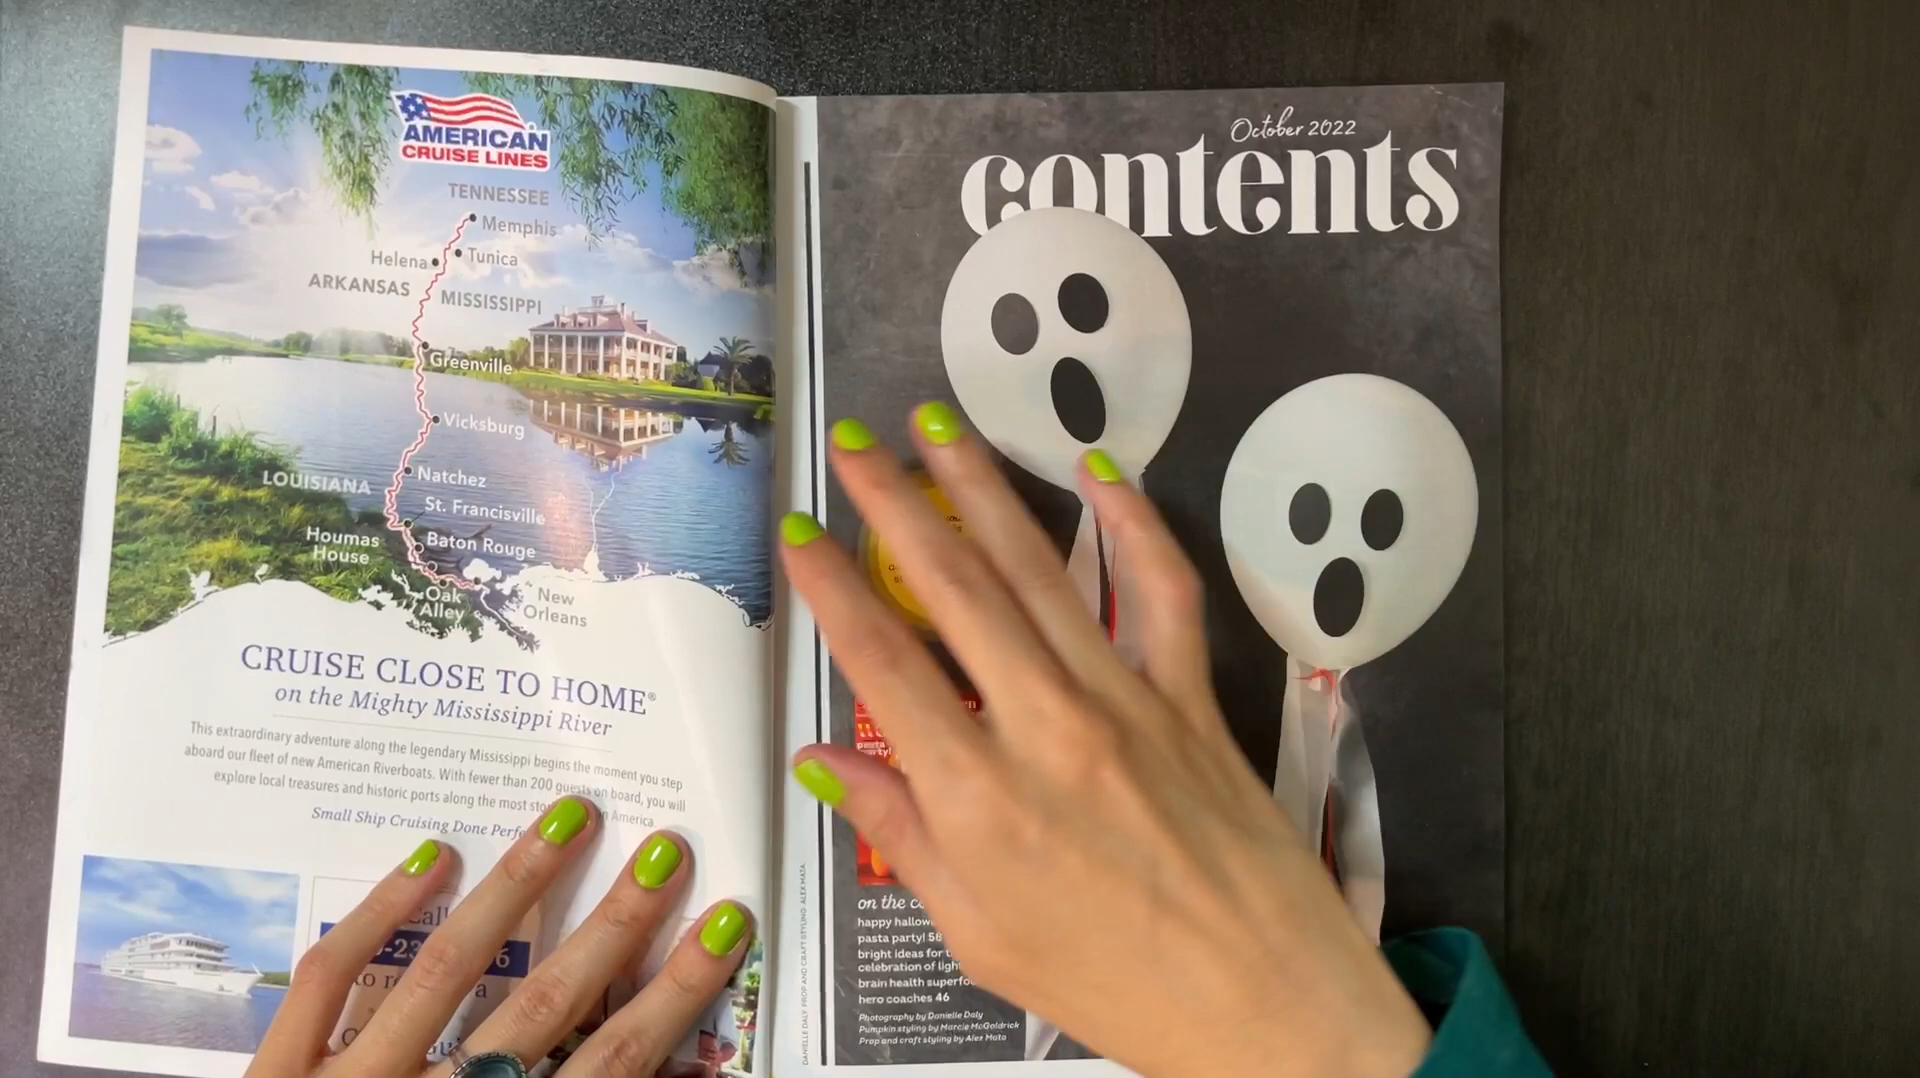 AMERICAN
CRUISE LINES
TENNESSEE
Memphis
Helena
Tunica
ARKANSAS
MISSISSIPPI
Greenville
Vicksburg
LOUISIANA
Natchez
St. Francisville
Houmas
House
Baton Rouge
Oak
Alley
New
Orleans
CRUISE CLOSE TO HOME®
on the Mighty Mississippi River
This extraordinary adventure along the legendary Mississippi begins the moment you step
aboard our fleet of new American Riverboats. With fewer than 200 guests on board, you will
explore local treasures and historic ports along the most in America.
Small Ship Cruising Done
Call
to a
October 2022
contents
pasta
on the
happy
pasta party! 58
bright ideas for
celebration of
brain health
hero coaches 46
Photography by Danielle Daly
Pumpkin styling by Marcie McGoldrick
Prop and craft styling by Alex Mata
DANIELLE DALY. PROP AND CRAFT STYLING: ALEX MATA.